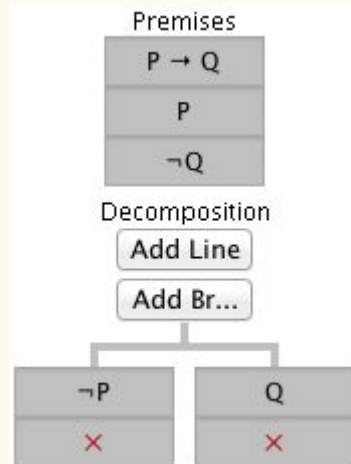 Premises
P → Q
P
¬Q
Decomposition
Add Line
Add Br...
¬P Q
× ×